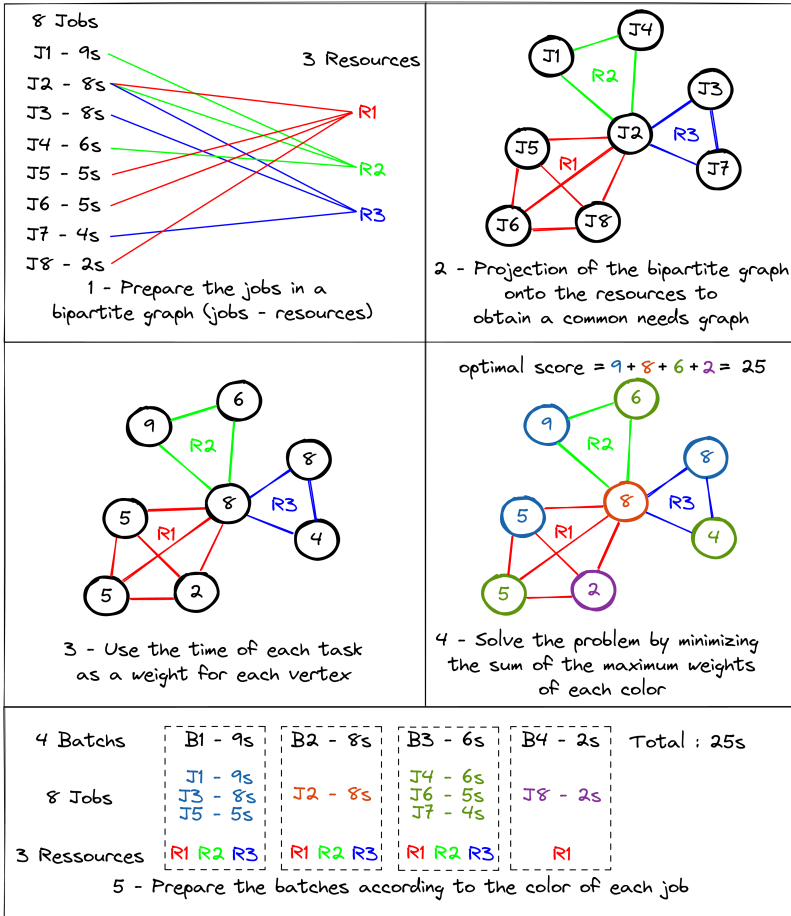 8 Jobs
J1 - 9s
J2 - 8s
J3 - 8s
J4 - 6s
J5 - 5s
J6 - 5s
J7 - 4s
J8 - 2s
3 Resources
R1
R2
R3
1 - Prepare the jobs in a
bipartite graph (jobs - resources)
J4
J1
R2
J3
J2
R3
J5
R1
J7
J6
J8
2 - Projection of the bipartite graph
onto the resources to
obtain a common needs graph
6
9
R2
8
8
R3
5
R1
4
5
2
3 - Use the time of each task
as a weight for each vertex
optimal score = 9 + 8 + 6 + 2 = 25
6
9
R2
8
8
R3
5
R1
4
5
2
4 - Solve the problem by minimizing
the sum of the maximum weights
of each color
4 Batchs B1 - 9s B2 - 8s B3 - 6s B4 - 2s Total : 25s
J1 - 9s J4 - 6s
8 Jobs J3 - 8s J2 - 8s J6 - 5s J8 - 2s
J5 - 5s J7 - 4s
3 Ressources R1 R2 R3 R1 R2 R3 R1 R2 R3 R1
5 - Prepare the batches according to the color of each job